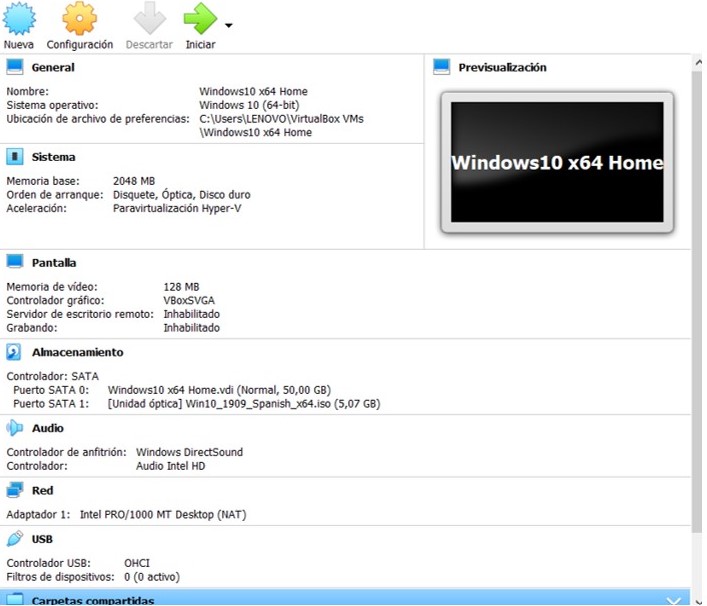 Nueva Configuración Descartar Iniciar
General
Nombre: Windows10 x64 Home
Sistema operativo: Windows 10 (64-bit)
Ubicación de archivo de preferencias: C:\Users\LENOVO\VirtualBox VMs
\Windows10 x64 Home
Sistema
Memoria base: 2048 MB
Orden de arranque: Disquete, Óptica, Disco duro
Aceleración: Paravirtualización Hyper-V
Previsualización
Windows10 x64 Home
Pantalla
Memoria de vídeo: 128 MB
Controlador gráfico: VBoxSVGA
Servidor de escritorio remoto: Inhabilitado
Grabando: Inhabilitado
Almacenamiento
Controlador: SATA
Puerto SATA 0: Windows10 x64 Home.vdi (Normal, 50,00 GB)
Puerto SATA 1: [Unidad óptica] Win10_1909_Spanish_x64.iso (5,07 GB)
Audio
Controlador de anfitrión: Windows DirectSound
Controlador: Audio Intel HD
Red
Adaptador 1: Intel PRO/1000 MT Desktop (NAT)
USB
Controlador USB: OHCI
Filtros de dispositivos: 0 (0 activo)
Carpetas compartidas